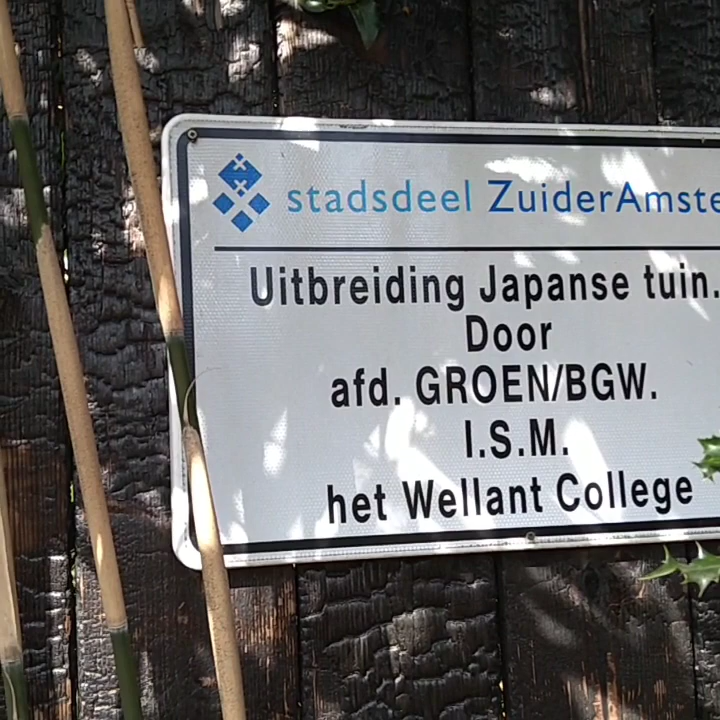 stadsdeel ZuiderAmste
Uitbreiding Japanse tuin.
Door
afd. GROEN/BGW.
I.S.M.
het Wellant College